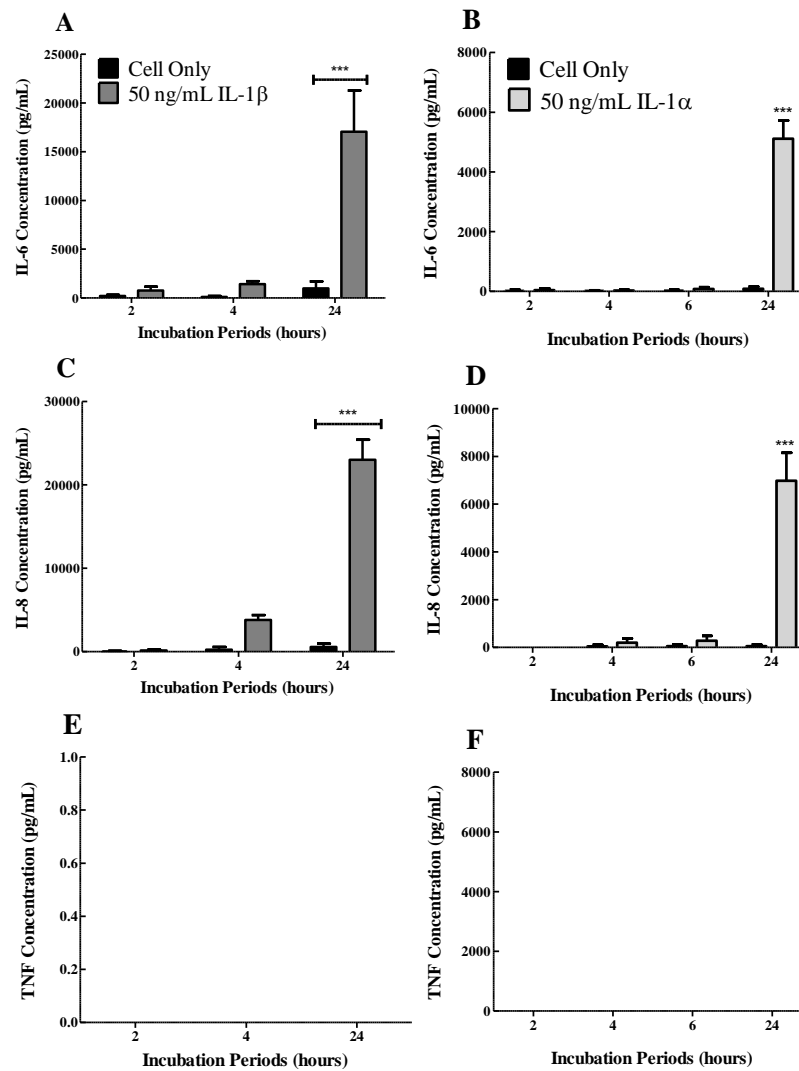 A
IL-6 Concentration (pg/mL)
25000
20000
15000
10000
5000
0
Cell Only
50 ng/mL IL-1β
***
2
4
24
Incubation Periods (hours)
B
IL-6 Concentration (pg/mL)
8000
6000
4000
2000
0
Cell Only
50 ng/mL IL-1α
***
2
4
6
24
Incubation Periods (hours)
C
IL-8 Concentration (pg/mL)
30000
20000
10000
0
***
2
4
24
Incubation Periods (hours)
D
IL-8 Concentration (pg/mL)
10000
8000
6000
4000
2000
0
***
2
4
6
24
Incubation Periods (hours)
E
TNF Concentration (pg/mL)
1.0
0.8
0.6
0.4
0.2
0.0
2
4
24
Incubation Periods (hours)
F
TNF Concentration (pg/mL)
8000
6000
4000
2000
0
2
4
6
24
Incubation Periods (hours)